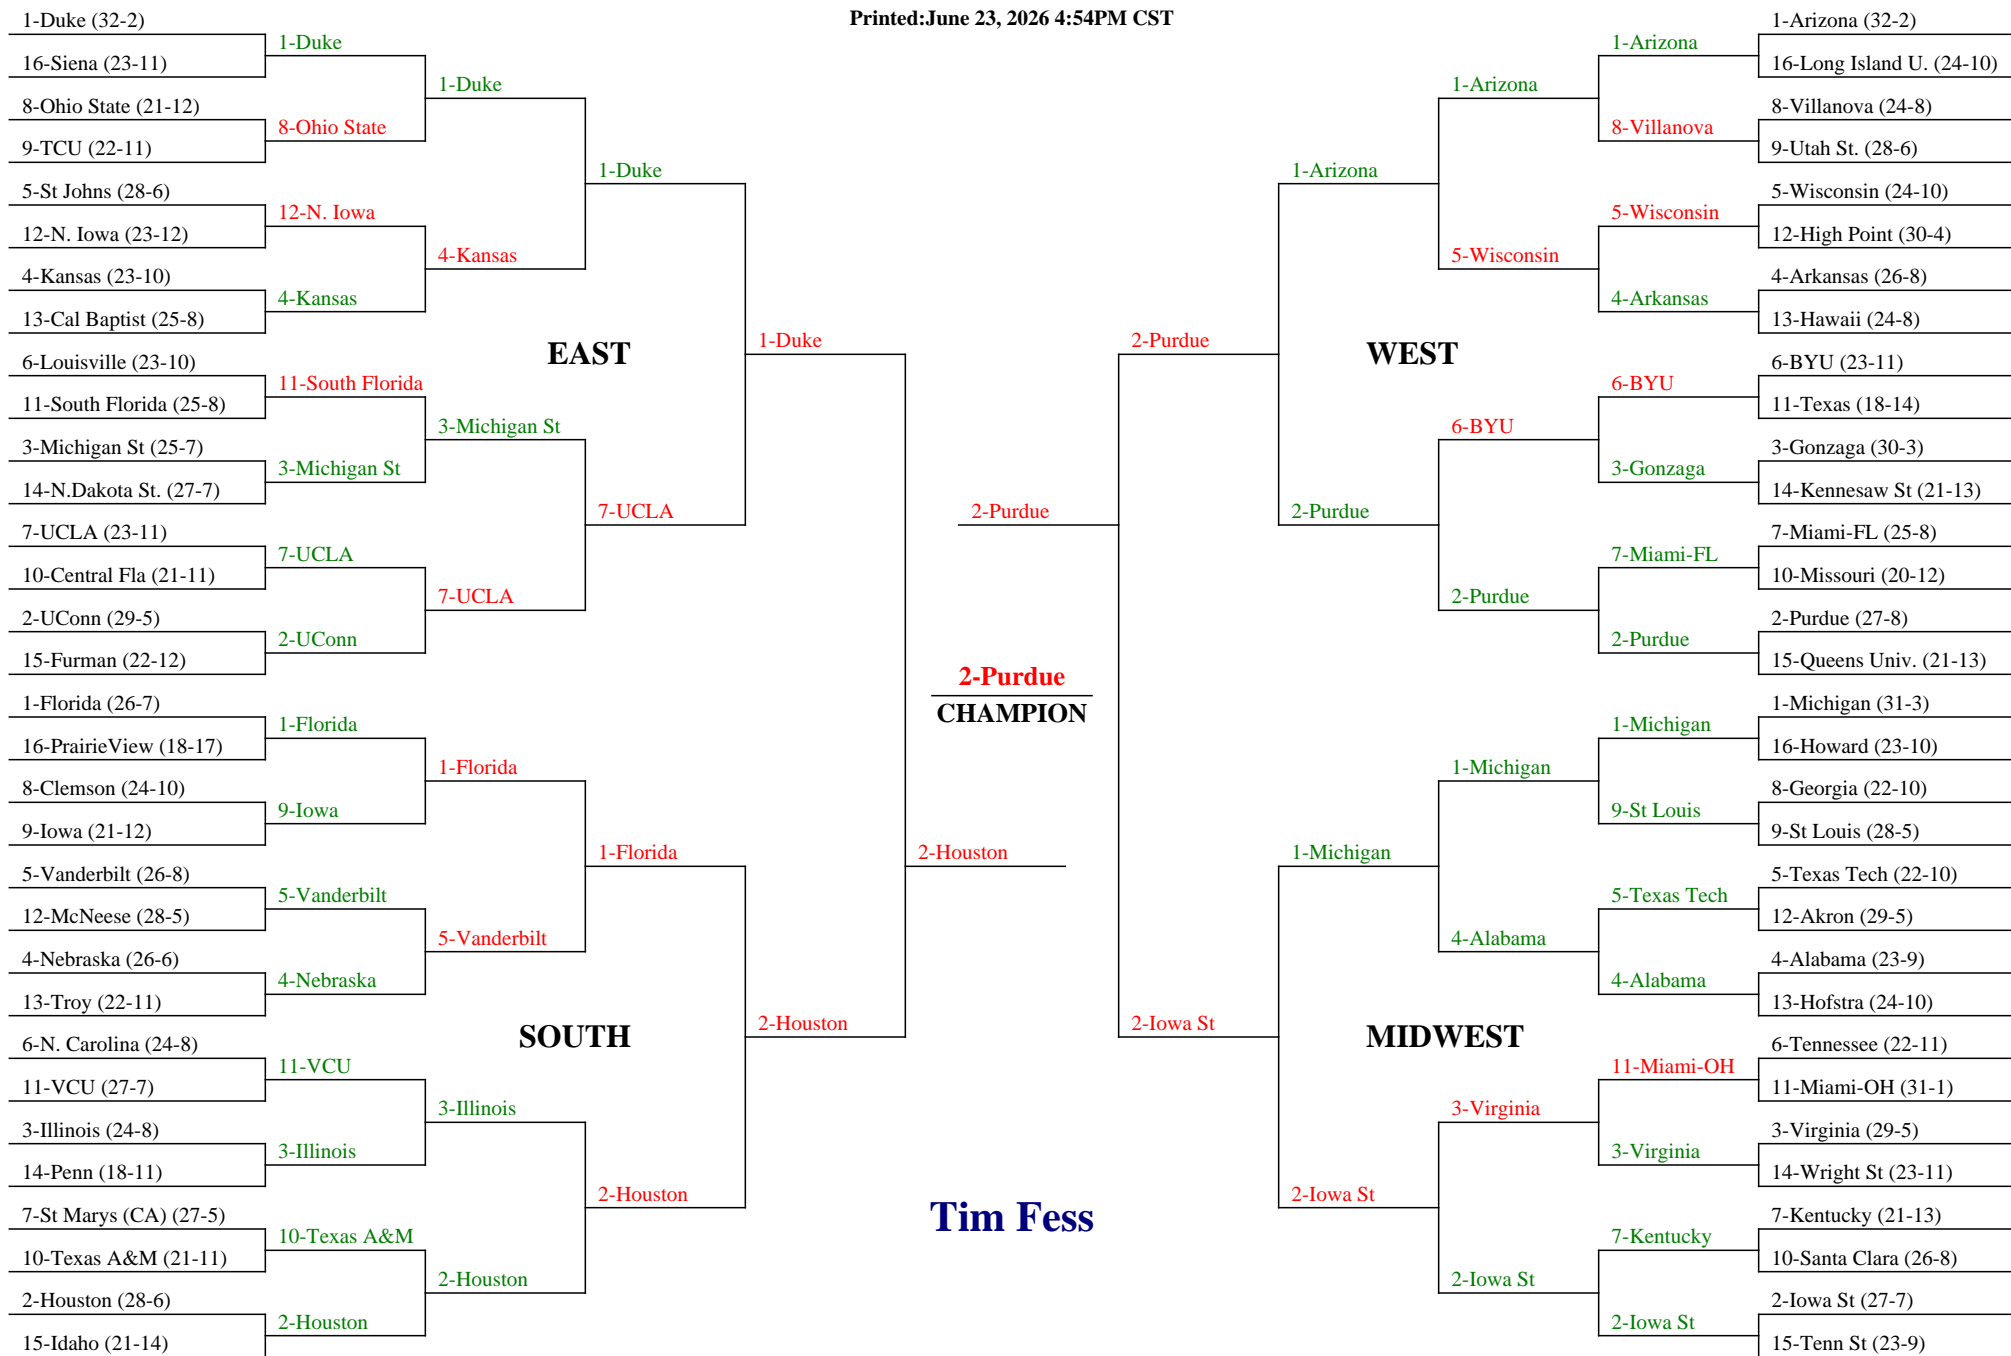 Printed:June 23, 2026 4:54PM CST
1-Duke (32-2)
16-Siena (23-11)
8-Ohio State (21-12)
9-TCU (22-11)
5-St Johns (28-6)
12-N. Iowa (23-12)
4-Kansas (23-10)
13-Cal Baptist (25-8)
6-Louisville (23-10)
11-South Florida (25-8)
3-Michigan St (25-7)
14-N.Dakota St. (27-7)
7-UCLA (23-11)
10-Central Fla (21-11)
2-UConn (29-5)
15-Furman (22-12)
1-Florida (26-7)
16-PrairieView (18-17)
8-Clemson (24-10)
9-Iowa (21-12)
5-Vanderbilt (26-8)
12-McNeese (28-5)
4-Nebraska (26-6)
13-Troy (22-11)
6-N. Carolina (24-8)
11-VCU (27-7)
3-Illinois (24-8)
14-Penn (18-11)
7-St Marys (CA) (27-5)
10-Texas A&M (21-11)
2-Houston (28-6)
15-Idaho (21-14)
1-Duke
8-Ohio State
12-N. Iowa
4-Kansas
11-South Florida
3-Michigan St
7-UCLA
2-UConn
1-Florida
9-Iowa
5-Vanderbilt
4-Nebraska
11-VCU
3-Illinois
10-Texas A&M
2-Houston
1-Duke
4-Kansas
3-Michigan St
7-UCLA
1-Florida
5-Vanderbilt
3-Illinois
2-Houston
1-Duke
7-UCLA
1-Florida
2-Houston
EAST
SOUTH
1-Duke
2-Houston
2-Houston
2-Purdue
2-Purdue
CHAMPION
Tim Fess
2-Purdue
2-Iowa St
WEST
MIDWEST
1-Arizona
2-Purdue
1-Michigan
2-Iowa St
1-Arizona
5-Wisconsin
6-BYU
2-Purdue
1-Michigan
4-Alabama
3-Virginia
2-Iowa St
1-Arizona
8-Villanova
5-Wisconsin
4-Arkansas
6-BYU
3-Gonzaga
7-Miami-FL
2-Purdue
1-Michigan
9-St Louis
5-Texas Tech
4-Alabama
11-Miami-OH
3-Virginia
7-Kentucky
2-Iowa St
1-Arizona (32-2)
16-Long Island U. (24-10)
8-Villanova (24-8)
9-Utah St. (28-6)
5-Wisconsin (24-10)
12-High Point (30-4)
4-Arkansas (26-8)
13-Hawaii (24-8)
6-BYU (23-11)
11-Texas (18-14)
3-Gonzaga (30-3)
14-Kennesaw St (21-13)
7-Miami-FL (25-8)
10-Missouri (20-12)
2-Purdue (27-8)
15-Queens Univ. (21-13)
1-Michigan (31-3)
16-Howard (23-10)
8-Georgia (22-10)
9-St Louis (28-5)
5-Texas Tech (22-10)
12-Akron (29-5)
4-Alabama (23-9)
13-Hofstra (24-10)
6-Tennessee (22-11)
11-Miami-OH (31-1)
3-Virginia (29-5)
14-Wright St (23-11)
7-Kentucky (21-13)
10-Santa Clara (26-8)
2-Iowa St (27-7)
15-Tenn St (23-9)